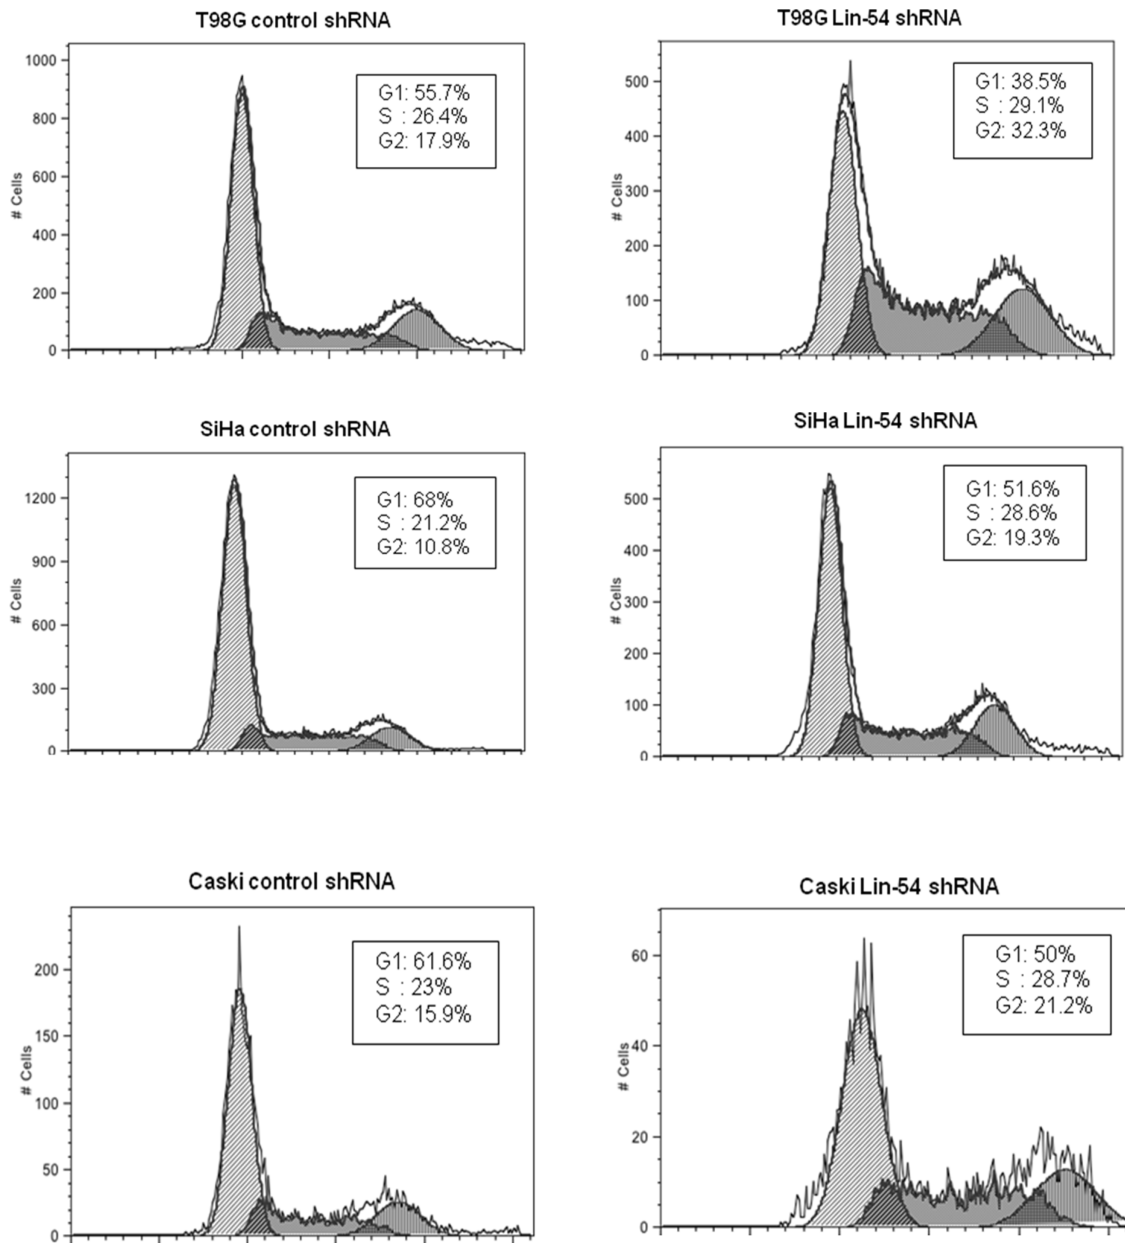 T98G control shRNA
1000
800
600
400
200
0
# Cells
G1: 55.7%
S : 26.4%
G2: 17.9%
T98G Lin-54 shRNA
500
400
300
200
100
0
# Cells
G1: 38.5%
S : 29.1%
G2: 32.3%
SiHa control shRNA
1200
900
600
300
0
# Cells
G1: 68%
S : 21.2%
G2: 10.8%
SiHa Lin-54 shRNA
500
400
300
200
100
0
# Cells
G1: 51.6%
S : 28.6%
G2: 19.3%
Caski control shRNA
200
150
100
50
0
# Cells
G1: 61.6%
S : 23%
G2: 15.9%
Caski Lin-54 shRNA
60
40
20
0
# Cells
G1: 50%
S : 28.7%
G2: 21.2%